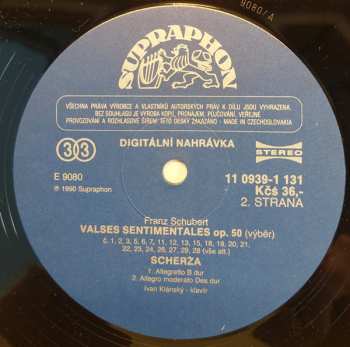 9080/A
SUPRAPHON
VŠECHNA PRÁVA VÝROBCE A VLASTNÍKŮ AUTORSKÝCH PRÁV K DÍLU JSOU VYHRAZENA.
BEZ SOUHLASU JE VÝROBA KOPIÍ, PRONÁJEM, PŮJČOVÁNÍ, VEŘEJNÉ
PROVOZOVÁNÍ A ROZHLASOVÉ ŠÍŘENÍ TÉTO DESKY ZAKÁZÁNO - MADE IN CZECHOSLOVAKIA
33
DIGITÁLNÍ NAHRÁVKA
STEREO
E 9080
11 0939-1 131
℗ 1990 Supraphon
Kčs 36,-
2. STRANA
Franz Schubert
VALSES SENTIMENTALES op. 50 (výběr)
č. 1, 2, 3, 5, 6, 7, 11, 12, 13, 15, 18, 19, 20, 21,
22, 23, 24, 26, 27, 29, 28 (vše att.)
SCHERZA
1. Allegretto B dur
2. Allegro moderato Des dur
Ivan Klánský - klavír